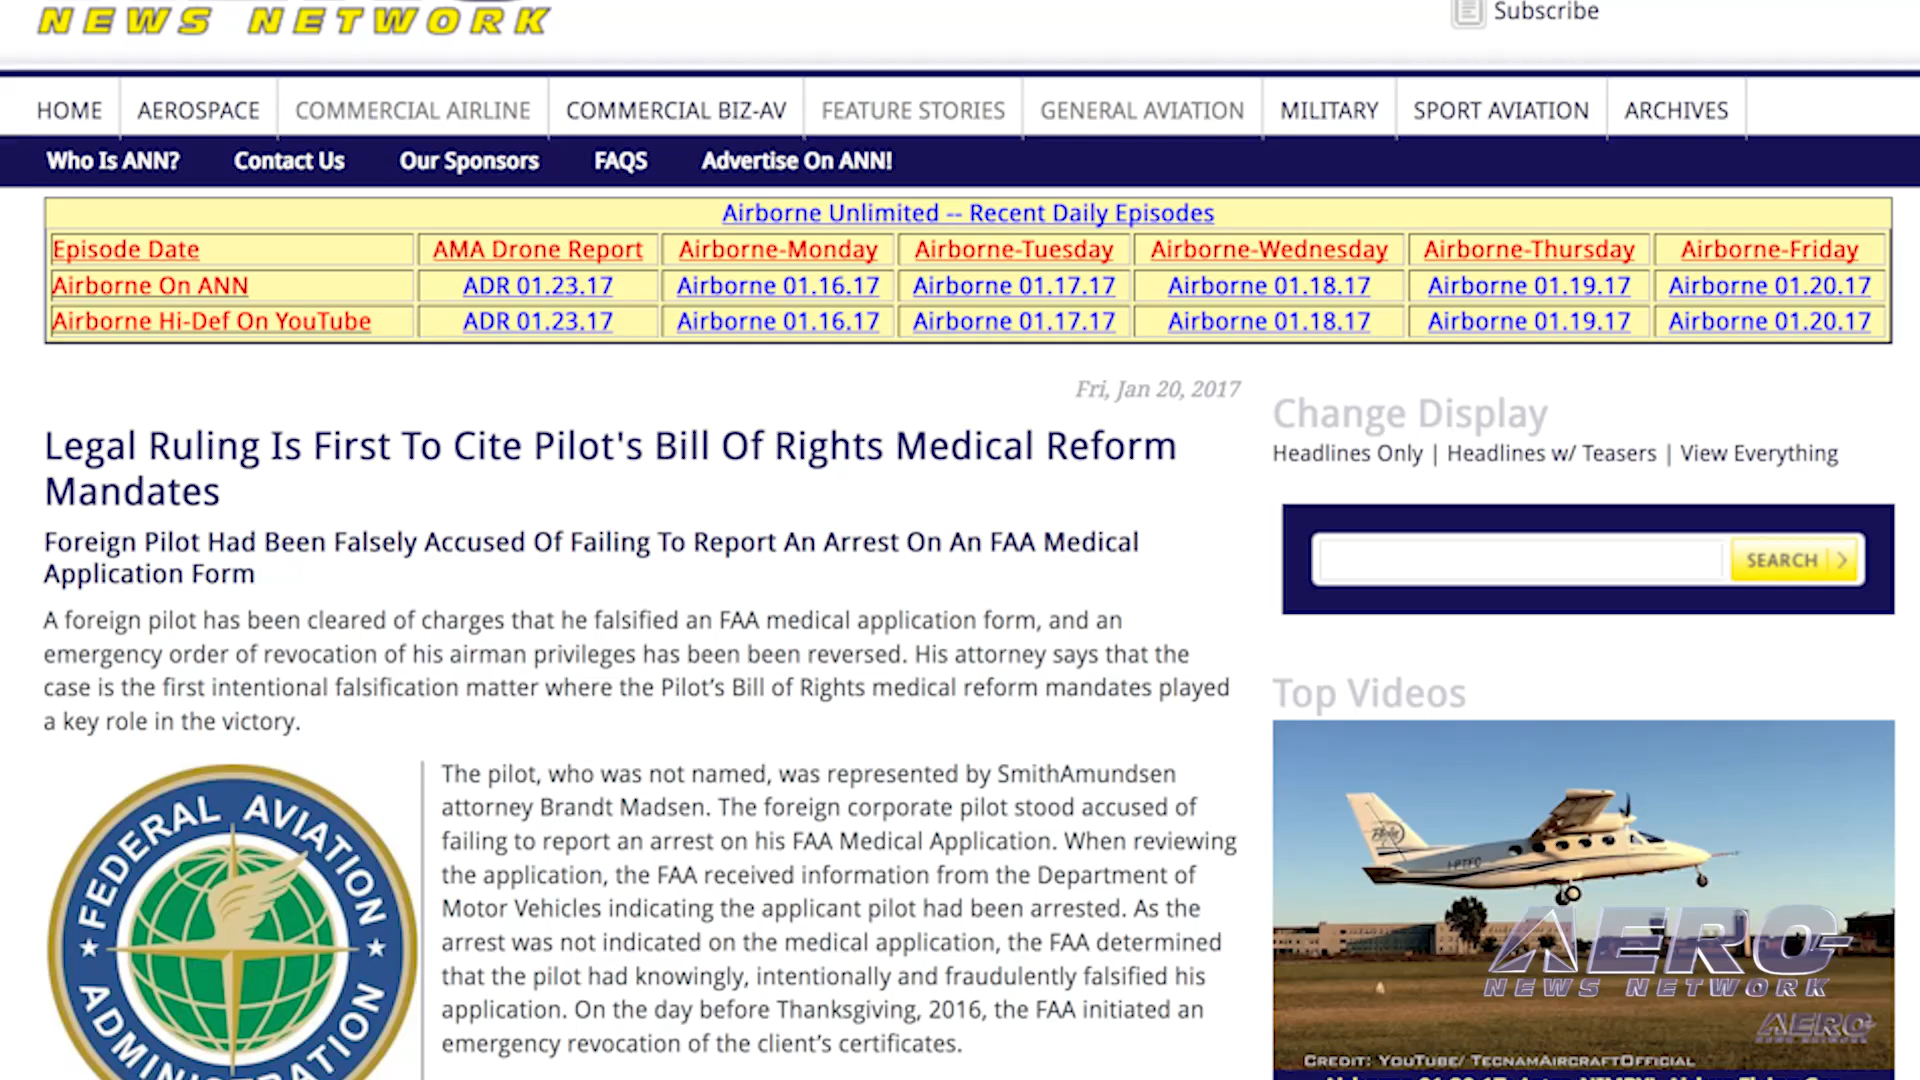 NEWS NETWORK
Subscribe
HOME AEROSPACE COMMERCIAL AIRLINE COMMERCIAL BIZ-AV FEATURE STORIES GENERAL AVIATION MILITARY SPORT AVIATION ARCHIVES
Who Is ANN? Contact Us Our Sponsors FAQS Advertise On ANN!
Airborne Unlimited -- Recent Daily Episodes
Episode Date AMA Drone Report Airborne-Monday Airborne-Tuesday Airborne-Wednesday Airborne-Thursday Airborne-Friday
Airborne On ANN ADR 01.23.17 Airborne 01.16.17 Airborne 01.17.17 Airborne 01.18.17 Airborne 01.19.17 Airborne 01.20.17
Airborne Hi-Def On YouTube ADR 01.23.17 Airborne 01.16.17 Airborne 01.17.17 Airborne 01.18.17 Airborne 01.19.17 Airborne 01.20.17
Fri, Jan 20, 2017
Legal Ruling Is First To Cite Pilot's Bill Of Rights Medical Reform
Mandates
Foreign Pilot Had Been Falsely Accused Of Failing To Report An Arrest On An FAA Medical
Application Form
A foreign pilot has been cleared of charges that he falsified an FAA medical application form, and an
emergency order of revocation of his airman privileges has been been reversed. His attorney says that the
case is the first intentional falsification matter where the Pilot's Bill of Rights medical reform mandates played
a key role in the victory.
FEDERAL AVIATION
ADMINISTRATION
The pilot, who was not named, was represented by SmithAmundsen
attorney Brandt Madsen. The foreign corporate pilot stood accused of
failing to report an arrest on his FAA Medical Application. When reviewing
the application, the FAA received information from the Department of
Motor Vehicles indicating the applicant pilot had been arrested. As the
arrest was not indicated on the medical application, the FAA determined
that the pilot had knowingly, intentionally and fraudulently falsified his
application. On the day before Thanksgiving, 2016, the FAA initiated an
emergency revocation of the client's certificates.
Change Display
Headlines Only | Headlines w/ Teasers | View Everything
SEARCH
Top Videos
I-PTFC
AERO
NEWS NETWORK
AERO
CREDIT: YOUTUBE/ TECNAMAIRCRAFTOFFICIAL